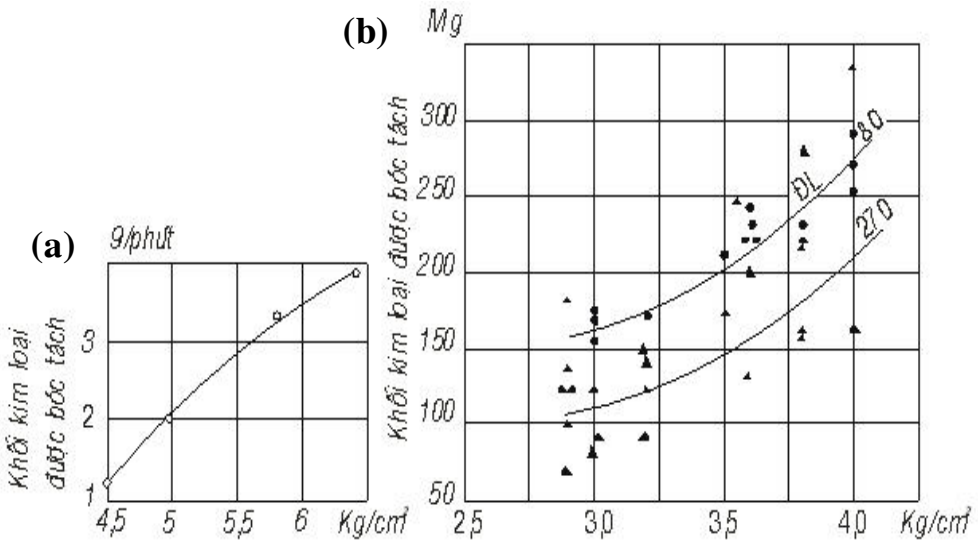 (a)
9/phút
Khối kim loại
được bóc tách
3
2
1
4,5 5 5,5 6 Kg/cm²
(b)
Mg
Khối kim loại được bóc tách
300
250
200
150
100
50
2,5 3,0 3,5 4,0 Kg/cm²
ĐL 80
270